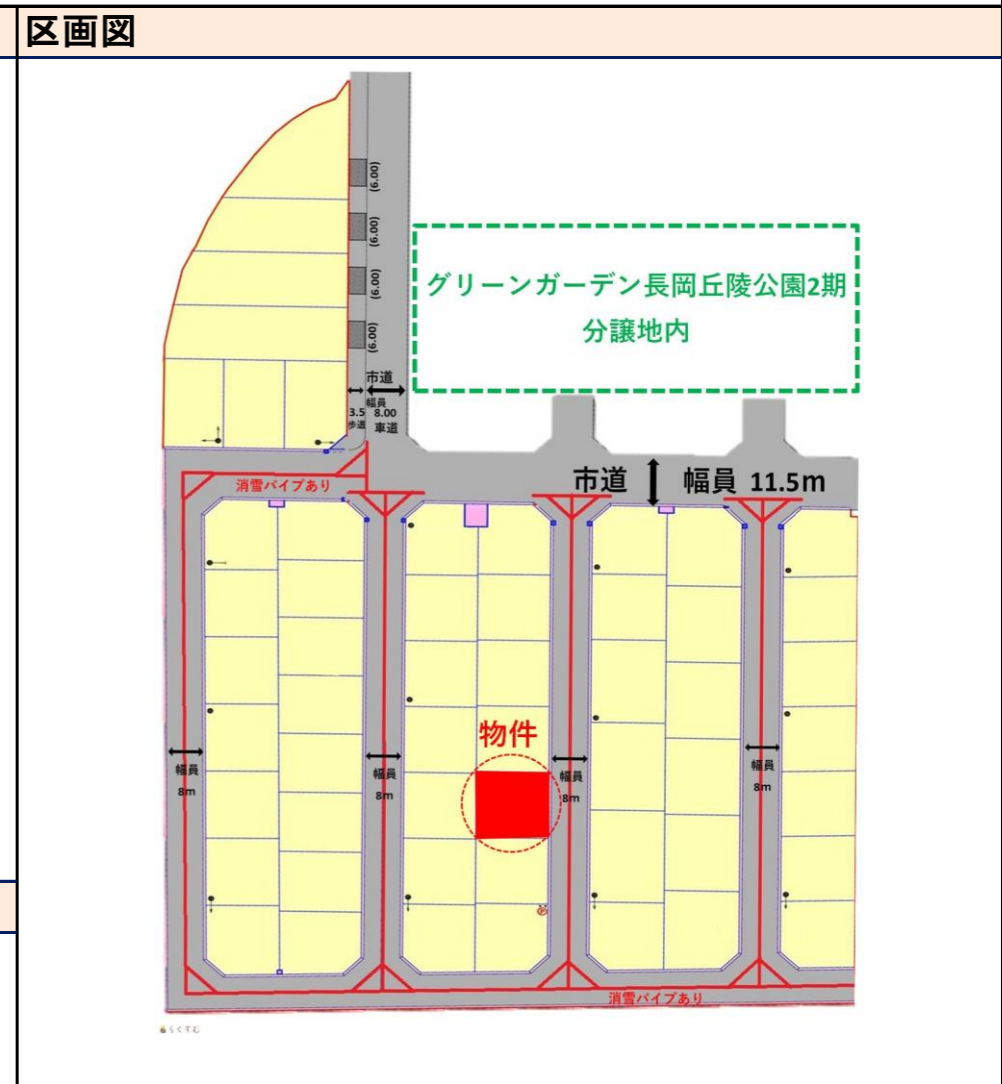 区画図
(6.00)
(6.00)
(6.00)
(6.00)
グリーンガーデン長岡丘陵公園2期
分譲地内
市道
幅員
3.5 8.00
歩道 車道
市道 幅員 11.5m
消雪パイプあり
物件
幅員
8m
幅員
8m
幅員
8m
幅員
8m
消雪パイプあり
らくすむ